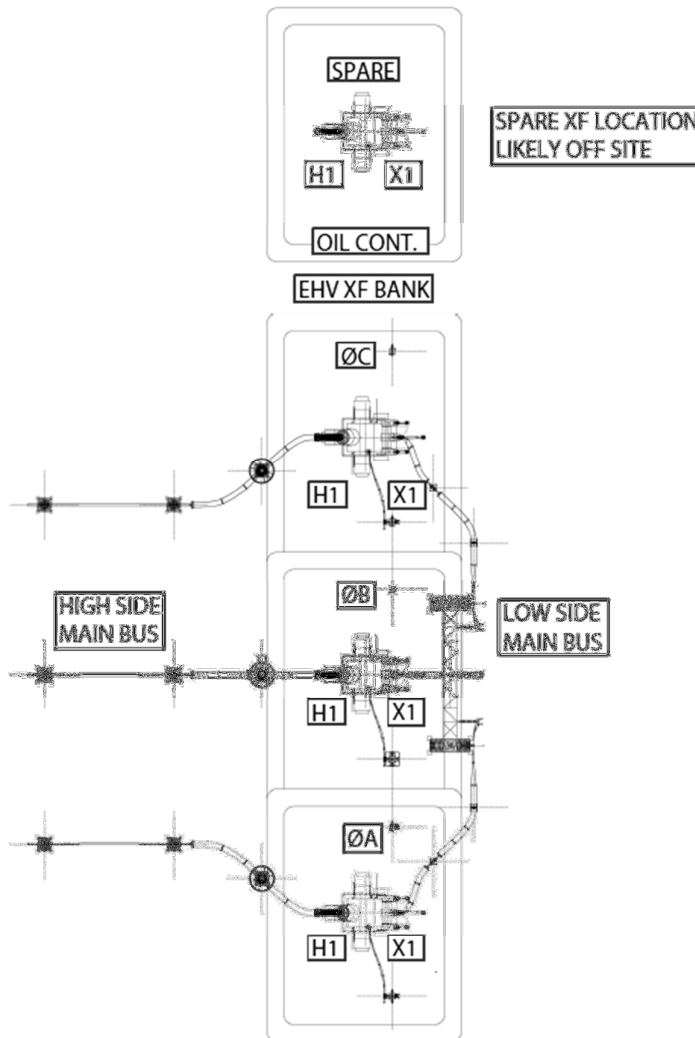 SPARE
SPARE XF LOCATION
LIKELY OFF SITE
H1
X1
OIL CONT.
EHV XF BANK
ØC
H1
X1
ØB
HIGH SIDE
MAIN BUS
LOW SIDE
MAIN BUS
H1
X1
ØA
H1
X1